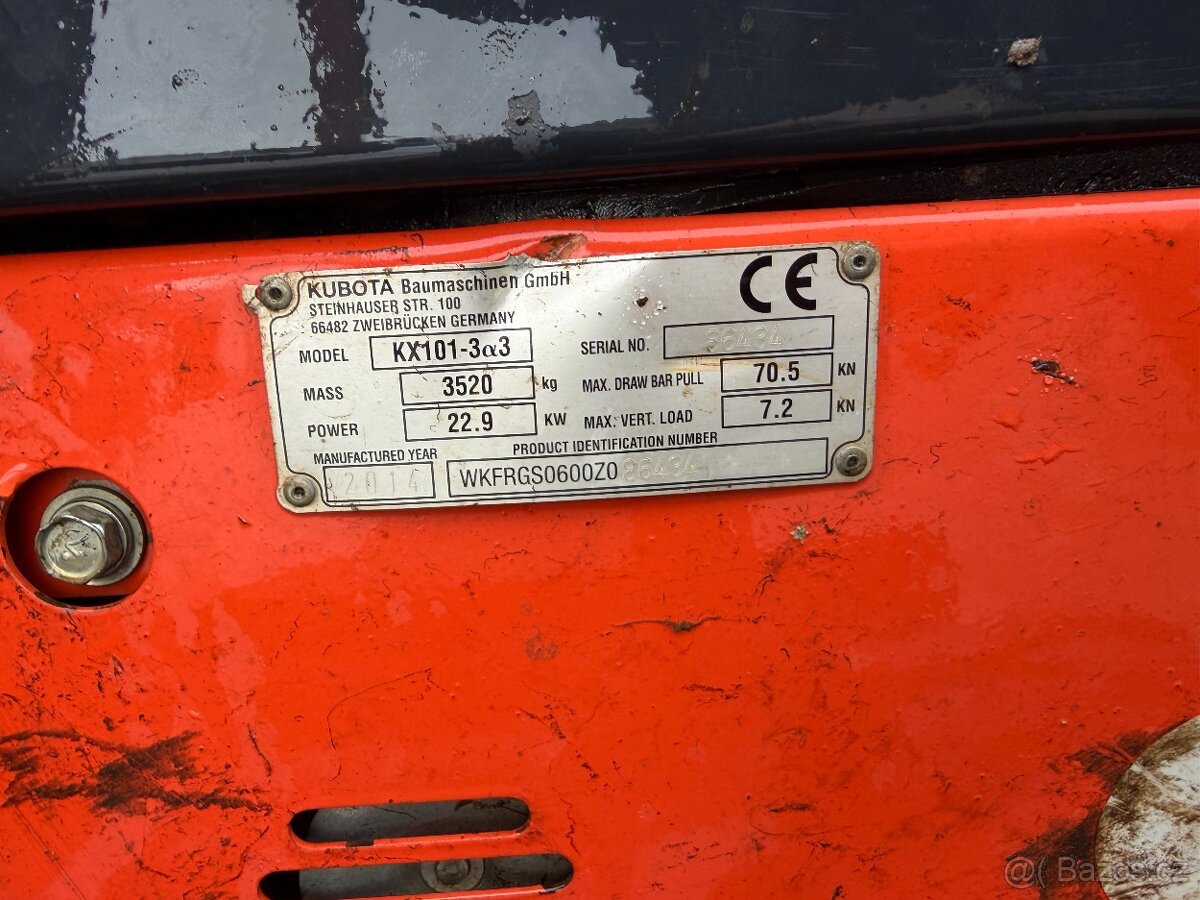 KUBOTA Baumaschinen GmbH
STEINHAUSER STR. 100
66482 ZWEIBRÜCKEN GERMANY
CE
MODEL KX101-3α3
SERIAL NO. 86434
MASS 3520 kg
MAX. DRAW BAR PULL 70.5 KN
POWER 22.9 KW
MAX. VERT. LOAD 7.2 KN
MANUFACTURED YEAR 2014
PRODUCT IDENTIFICATION NUMBER
WKFRGS0600Z086434
@( Bazos.cz